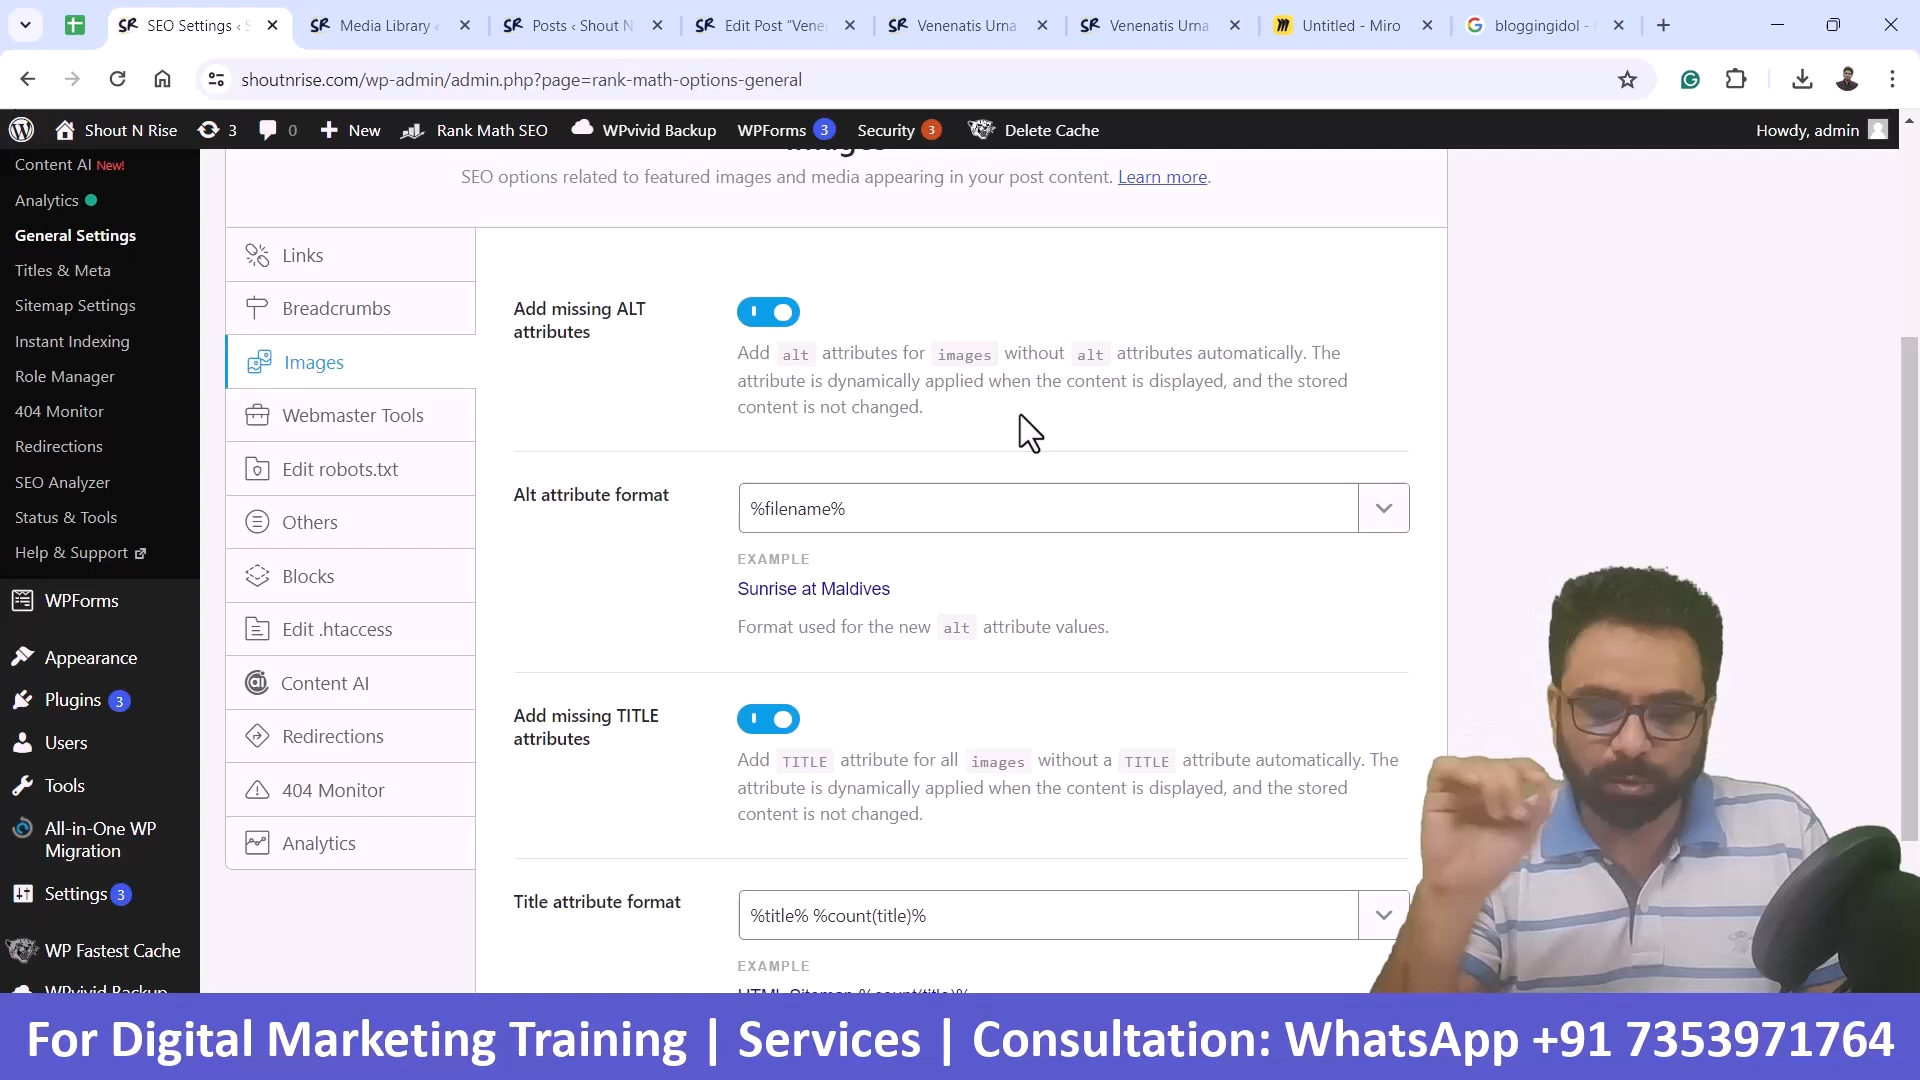 SEO Settings ‹ S
Media Library ‹
Posts ‹ Shout N
Edit Post “Vene
Venenatis Urna
Venenatis Urna
Untitled - Miro
bloggingidol -
shoutnrise.com/wp-admin/admin.php?page=rank-math-options-general
Shout N Rise 3 0 New Rank Math SEO WPvivid Backup WPForms 3 Security 3 Delete Cache Howdy, admin
Content AI New!
Analytics
General Settings
Titles & Meta
Sitemap Settings
Instant Indexing
Role Manager
404 Monitor
Redirections
SEO Analyzer
Status & Tools
Help & Support
WPForms
Appearance
Plugins 3
Users
Tools
All-in-One WP
Migration
Settings 3
WP Fastest Cache
WPvivid Backup
Images
SEO options related to featured images and media appearing in your post content. Learn more.
Links
Breadcrumbs
Images
Webmaster Tools
Edit robots.txt
Others
Blocks
Edit .htaccess
Content AI
Redirections
404 Monitor
Analytics
Add missing ALT
attributes
Add alt attributes for images without alt attributes automatically. The
attribute is dynamically applied when the content is displayed, and the stored
content is not changed.
Alt attribute format
%filename%
EXAMPLE
Sunrise at Maldives
Format used for the new alt attribute values.
Add missing TITLE
attributes
Add TITLE attribute for all images without a TITLE attribute automatically. The
attribute is dynamically applied when the content is displayed, and the stored
content is not changed.
Title attribute format
%title% %count(title)%
EXAMPLE
HTML Sitemap %count(title)%
For Digital Marketing Training | Services | Consultation: WhatsApp +91 7353971764